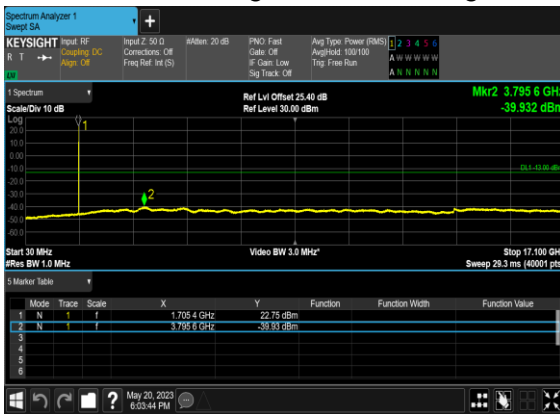 Spectrum Analyzer 1
Swept SA
KEYSIGHT Input: RF Input Z: 50 Ω #Atten: 20 dB PNO: Fast Avg Type: Power (RMS) 1 2 3 4 5 6
R T Coupling: DC Corrections: Off Gate: Off Avg|Hold: 100/100 A W W W W W
Align: Off Freq Ref: Int (S) IF Gain: Low Trig: Free Run
LV Sig Track: Off A N N N N N
1 Spectrum Ref Lvl Offset 25.40 dB Mkr2 3.795 6 GHz
Scale/Div 10 dB Ref Level 30.00 dBm -39.932 dBm
Log
20.0 1
10.0
0.00
-10.0 DL1 -13.00 dBm
-20.0
-30.0 2
-40.0
-50.0
-60.0
Start 30 MHz Video BW 3.0 MHz* Stop 17.100 GH
#Res BW 1.0 MHz Sweep 29.3 ms (40001 pts
5 Marker Table
Mode Trace Scale X Y Function Function Width Function Value
1 N 1 f 1.705 4 GHz 22.75 dBm
2 N 1 f 3.795 6 GHz -39.93 dBm
3
4
5
6
? May 20, 2023
6:03:44 PM